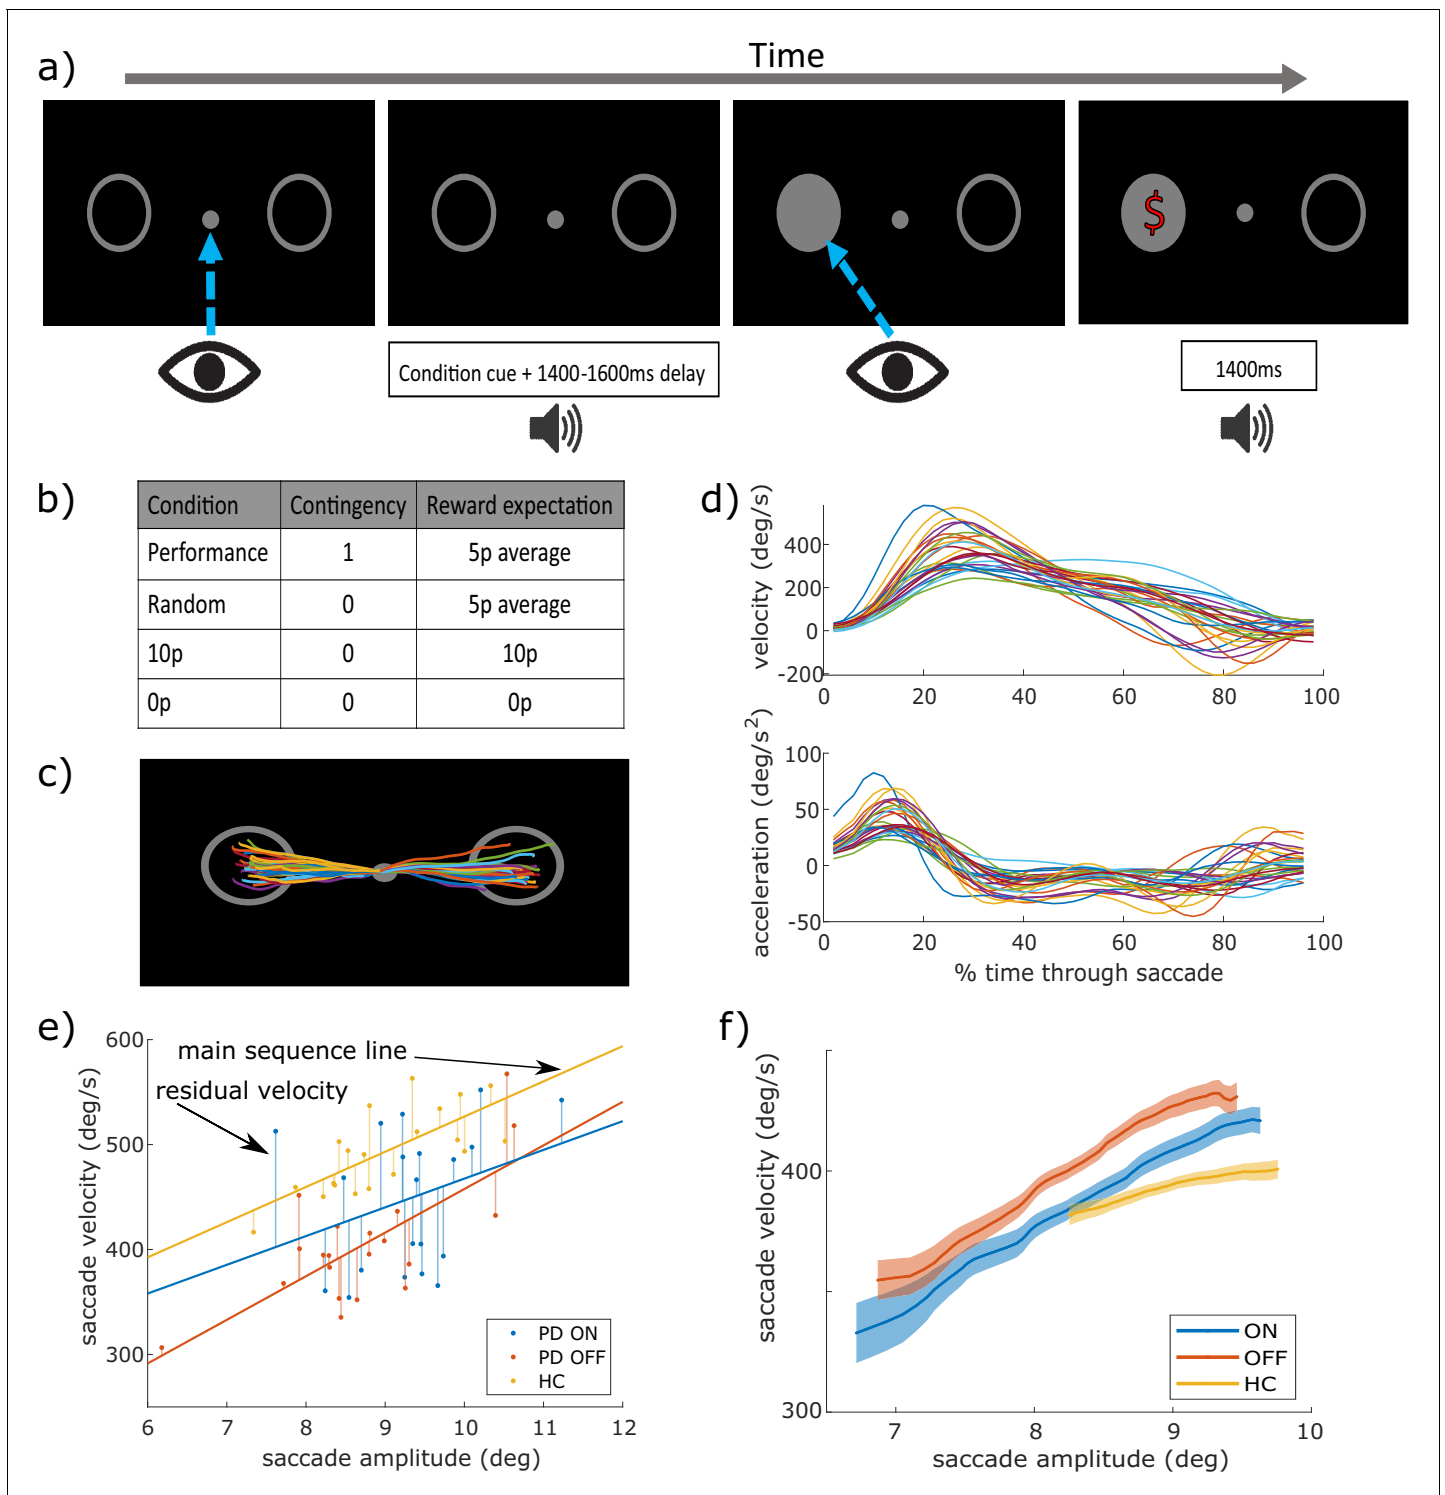 a)
Time
$
Condition cue + 1400-1600ms delay
1400ms
b)
Condition Contingency Reward expectation
Performance 1 5p average
Random 0 5p average
10p 0 10p
0p 0 0p
c)
d)
velocity (deg/s)
400
200
0
-200
0 20 40 60 80 100
acceleration (deg/s²)
100
50
0
-50
0 20 40 60 80 100
% time through saccade
e)
saccade velocity (deg/s)
600
500
400
300
main sequence line
residual velocity
PD ON
PD OFF
HC
6 7 8 9 10 11 12
saccade amplitude (deg)
f)
saccade velocity (deg/s)
400
300
ON
OFF
HC
7 8 9 10
saccade amplitude (deg)